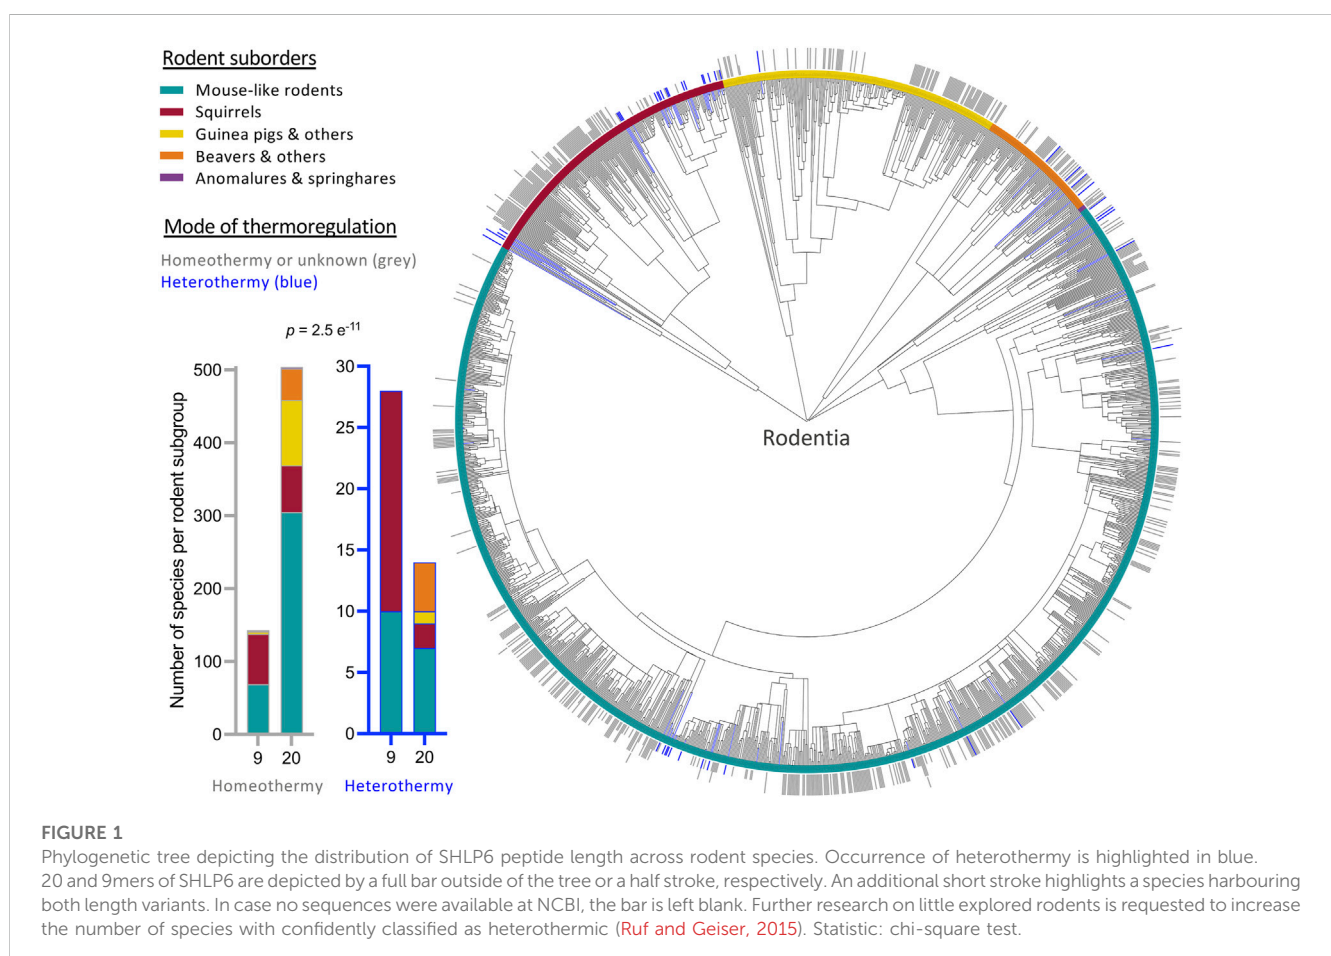 Rodent suborders
Mouse-like rodents
Squirrels
Guinea pigs & others
Beavers & others
Anomalures & springhares
Mode of thermoregulation
Homeothermy or unknown (grey)
Heterothermy (blue)
p = 2.5 e-11
Number of species per rodent subgroup
500
400
300
200
100
0
9 20
Homeothermy
30
25
20
15
10
5
0
9 20
Heterothermy
Rodentia
FIGURE 1
Phylogenetic tree depicting the distribution of SHLP6 peptide length across rodent species. Occurrence of heterothermy is highlighted in blue.
20 and 9mers of SHLP6 are depicted by a full bar outside of the tree or a half stroke, respectively. An additional short stroke highlights a species harbouring
both length variants. In case no sequences were available at NCBI, the bar is left blank. Further research on little explored rodents is requested to increase
the number of species with confidently classified as heterothermic (Ruf and Geiser, 2015). Statistic: chi-square test.